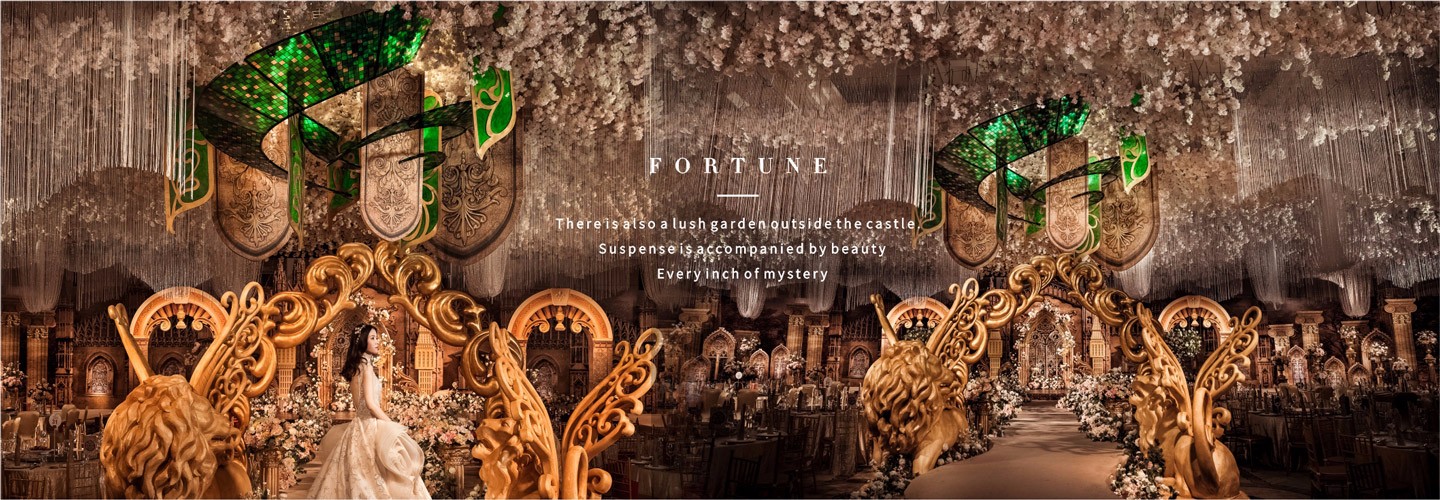 FORTUNE
There is also a lush garden outside the castle,
Suspense is accompanied by beauty
Every inch of mystery